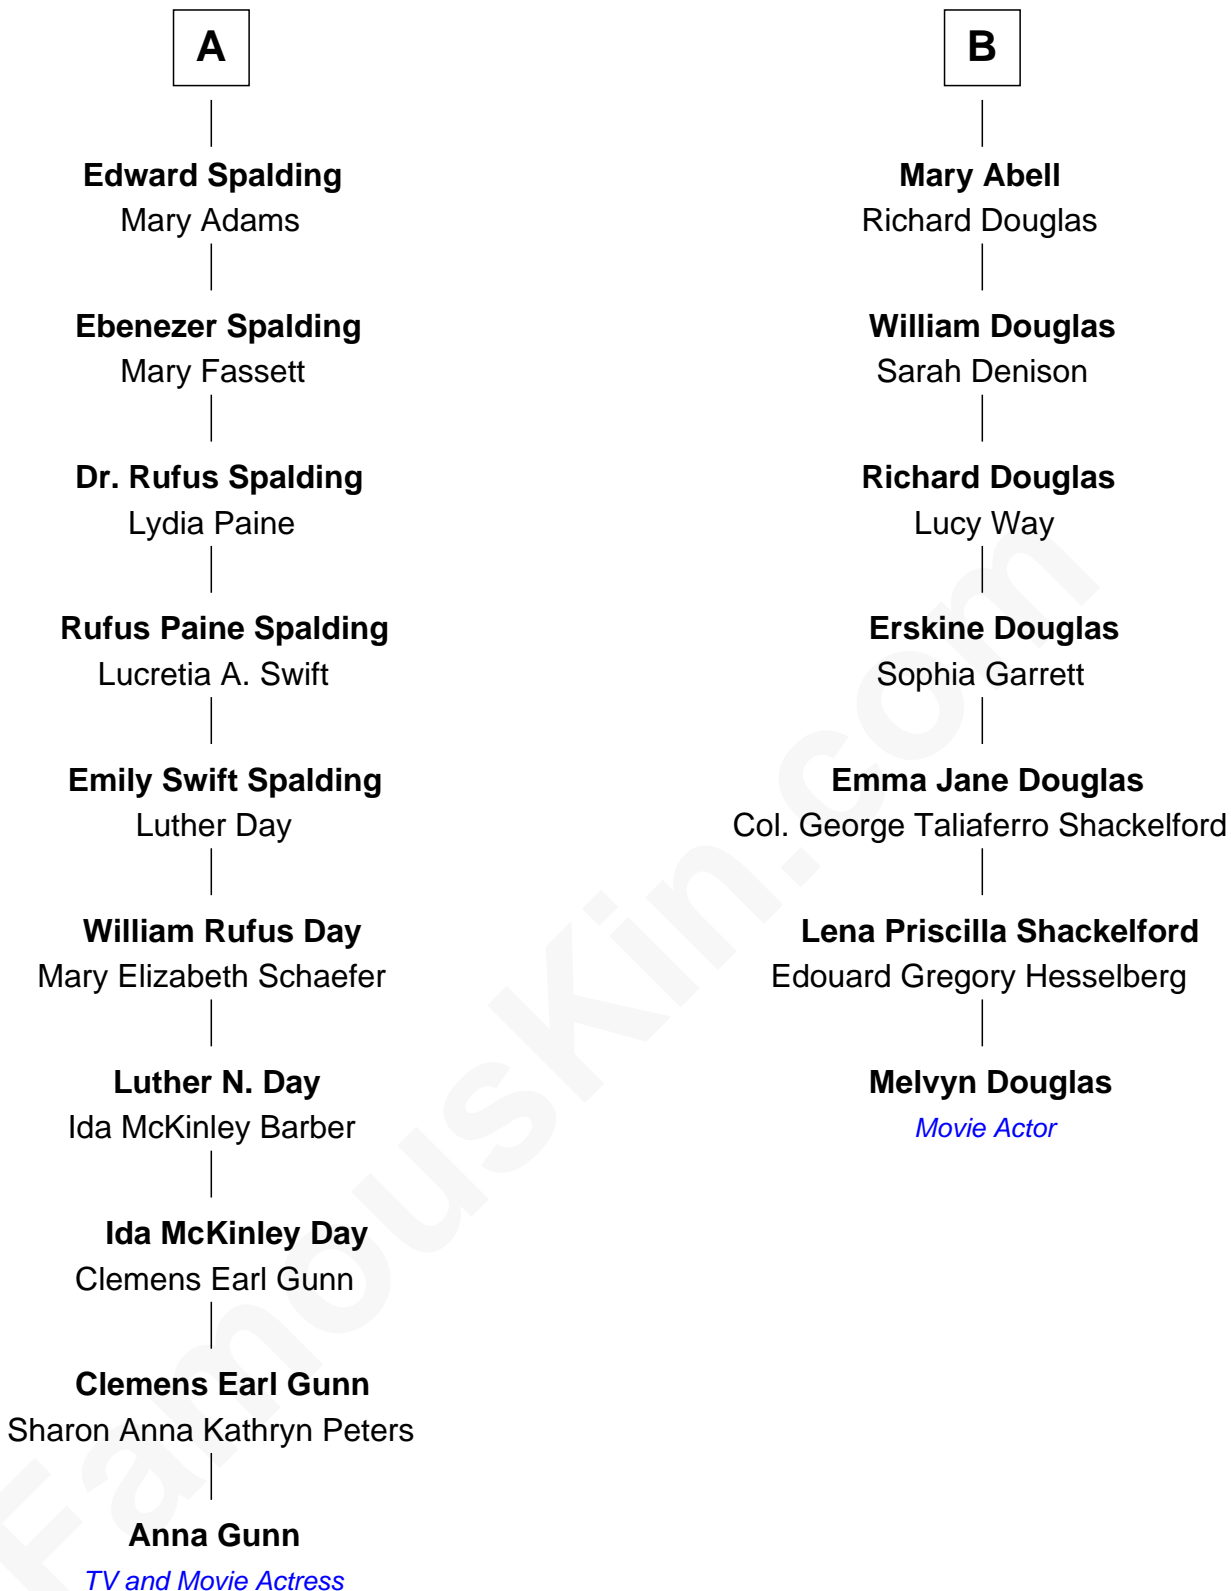 A
Edward Spalding
Mary Adams
Ebenezer Spalding
Mary Fassett
Dr. Rufus Spalding
Lydia Paine
Rufus Paine Spalding
Lucretia A. Swift
Emily Swift Spalding
Luther Day
William Rufus Day
Mary Elizabeth Schaefer
Luther N. Day
Ida McKinley Barber
Ida McKinley Day
Clemens Earl Gunn
Clemens Earl Gunn
Sharon Anna Kathryn Peters
Anna Gunn
TV and Movie Actress
B
Mary Abell
Richard Douglas
William Douglas
Sarah Denison
Richard Douglas
Lucy Way
Erskine Douglas
Sophia Garrett
Emma Jane Douglas
Col. George Taliaferro Shackelford
Lena Priscilla Shackelford
Edouard Gregory Hesselberg
Melvyn Douglas
Movie Actor
FamousKin.com